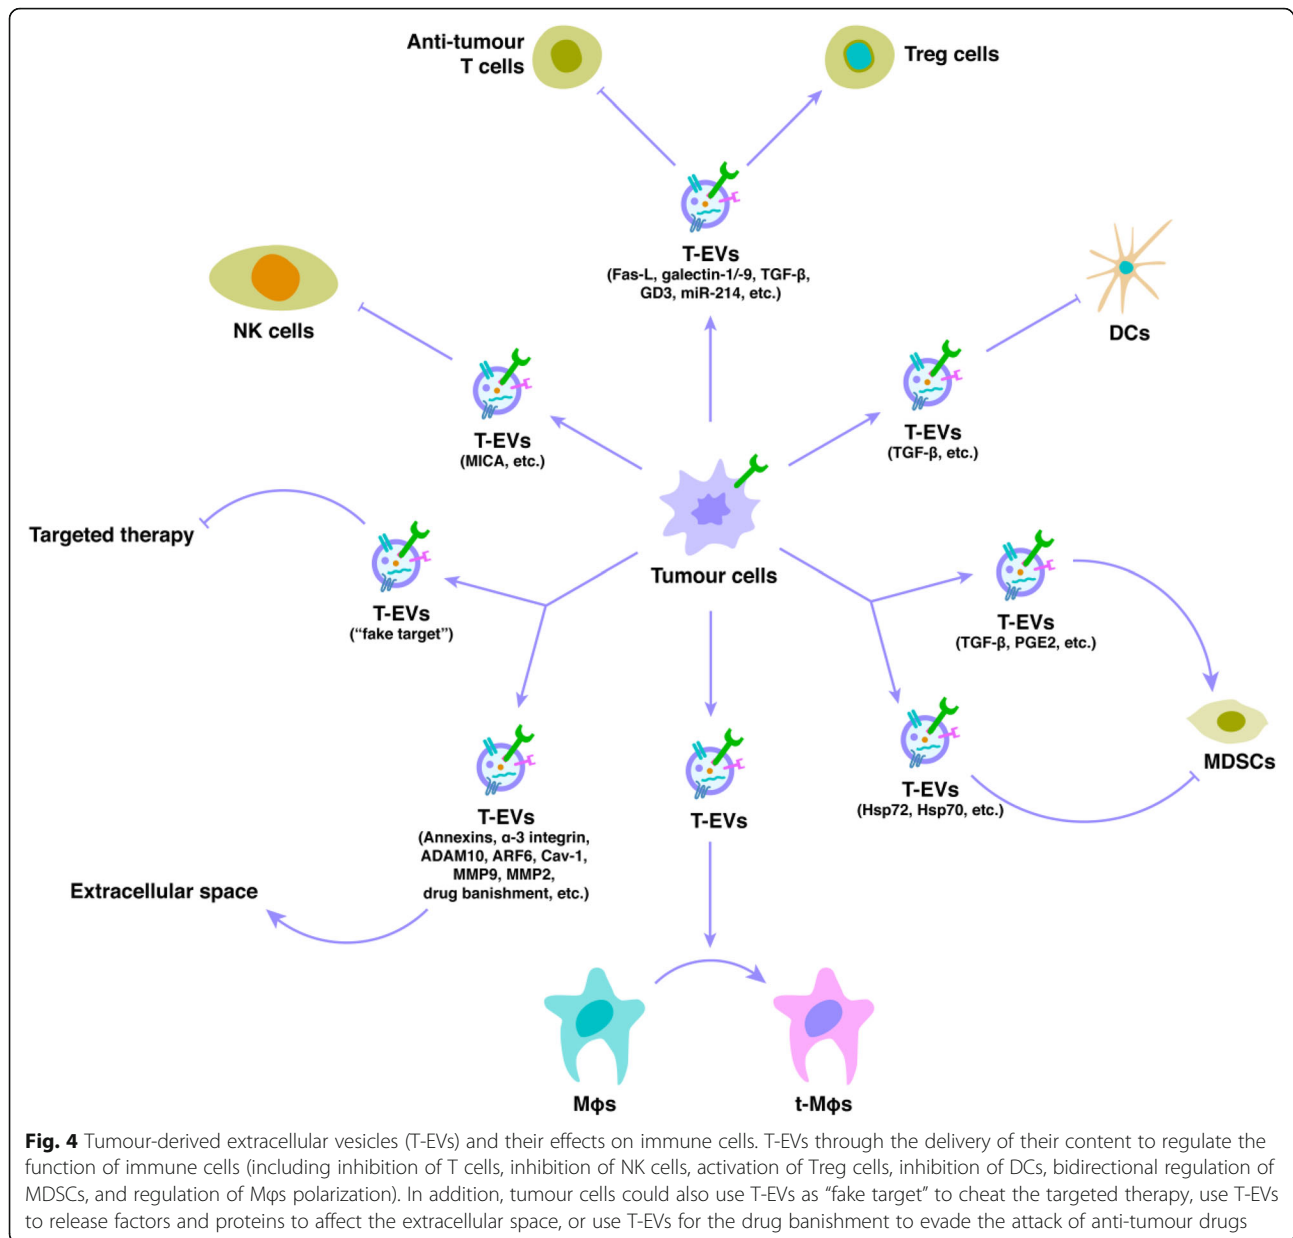 Anti-tumour
T cells
Treg cells
T-EVs
(Fas-L, galectin-1/-9, TGF-β,
GD3, miR-214, etc.)
NK cells
DCs
T-EVs
(MICA, etc.)
T-EVs
(TGF-β, etc.)
Targeted therapy
Tumour cells
T-EVs
("fake target")
T-EVs
(TGF-β, PGE2, etc.)
MDSCs
T-EVs
(Hsp72, Hsp70, etc.)
T-EVs
(Annexins, α-3 integrin,
ADAM10, ARF6, Cav-1,
MMP9, MMP2,
drug banishment, etc.)
T-EVs
Extracellular space
Mφs
t-Mφs
Fig. 4 Tumour-derived extracellular vesicles (T-EVs) and their effects on immune cells. T-EVs through the delivery of their content to regulate the
function of immune cells (including inhibition of T cells, inhibition of NK cells, activation of Treg cells, inhibition of DCs, bidirectional regulation of
MDSCs, and regulation of Mφs polarization). In addition, tumour cells could also use T-EVs as “fake target” to cheat the targeted therapy, use T-EVs
to release factors and proteins to affect the extracellular space, or use T-EVs for the drug banishment to evade the attack of anti-tumour drugs